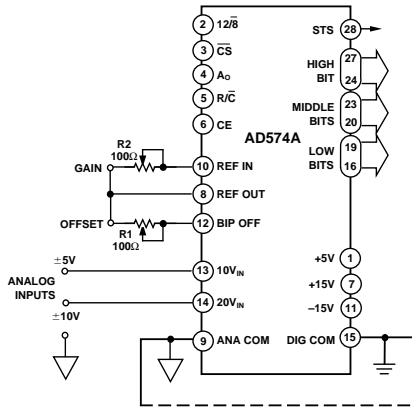 2 12/8̅
3 C̅S̅
4 AO
5 R/C̅
6 CE
R2
100Ω
GAIN
10 REF IN
8 REF OUT
OFFSET
12 BIP OFF
R1
100Ω
±5V
13 10VIN
ANALOG
INPUTS
14 20VIN
±10V
9 ANA COM
AD574A
STS 28
HIGH
BIT
27
24
MIDDLE
BITS
23
20
LOW
BITS
19
16
+5V 1
+15V 7
–15V 11
DIG COM 15